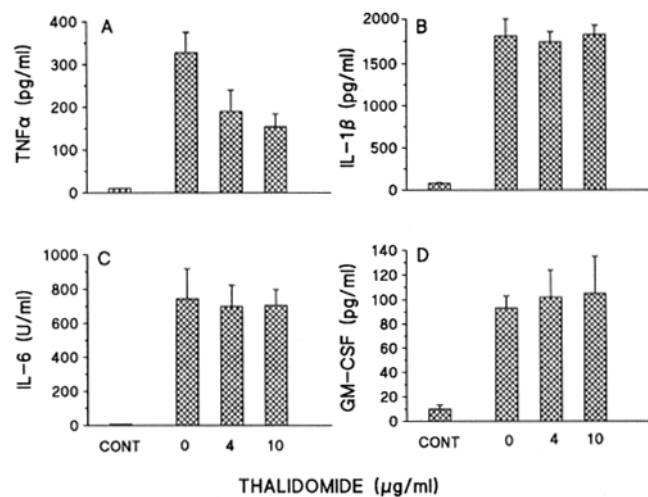 A
TNFα (pg/ml)
400
300
200
100
0
B
IL-1β (pg/ml)
2000
1750
1500
1000
500
250
0
C
IL-6 (U/ml)
1000
800
600
400
200
0
CONT 0 4 10
D
GM-CSF (pg/ml)
140
120
100
80
60
40
20
0
CONT 0 4 10
THALIDOMIDE (µg/ml)